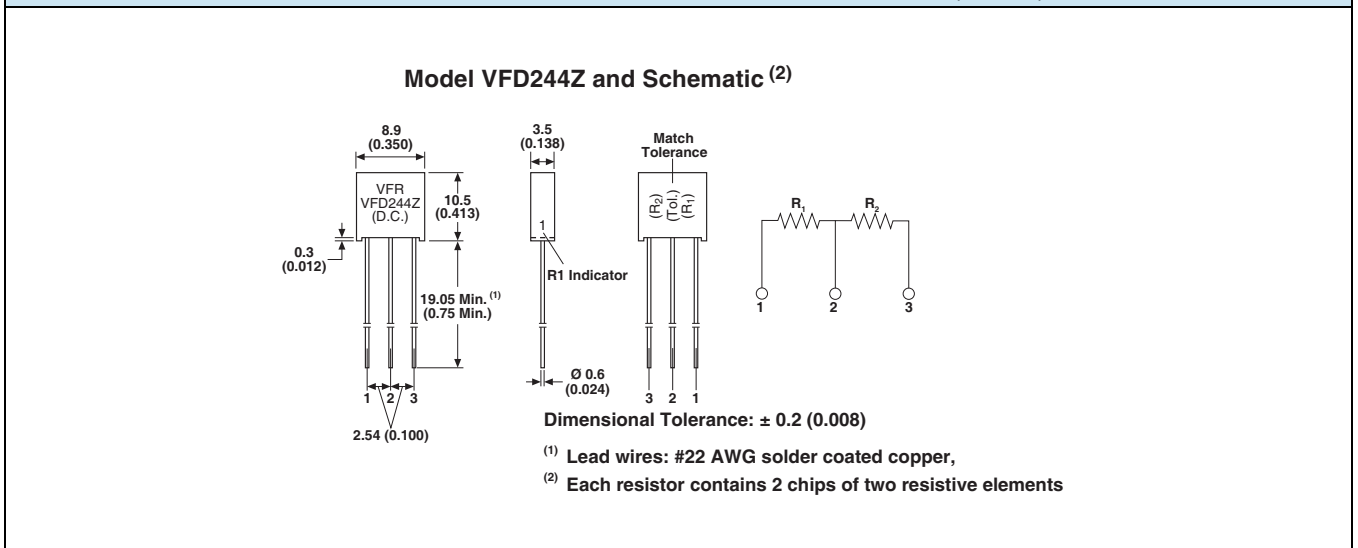 Model VFD244Z and Schematic (2)
8.9
(0.350)
3.5
(0.138)
Match
Tolerance
VFR
VFD244Z
(D.C.)
10.5
(0.413)
1
(R2)
(Tol.)
(R1)
R1
R2
0.3
(0.012)
R1 Indicator
19.05 Min. (1)
(0.75 Min.)
1 2 3
Ø 0.6
(0.024)
1 2 3
3 2 1
2.54 (0.100)
Dimensional Tolerance: ± 0.2 (0.008)
(1) Lead wires: #22 AWG solder coated copper,
(2) Each resistor contains 2 chips of two resistive elements